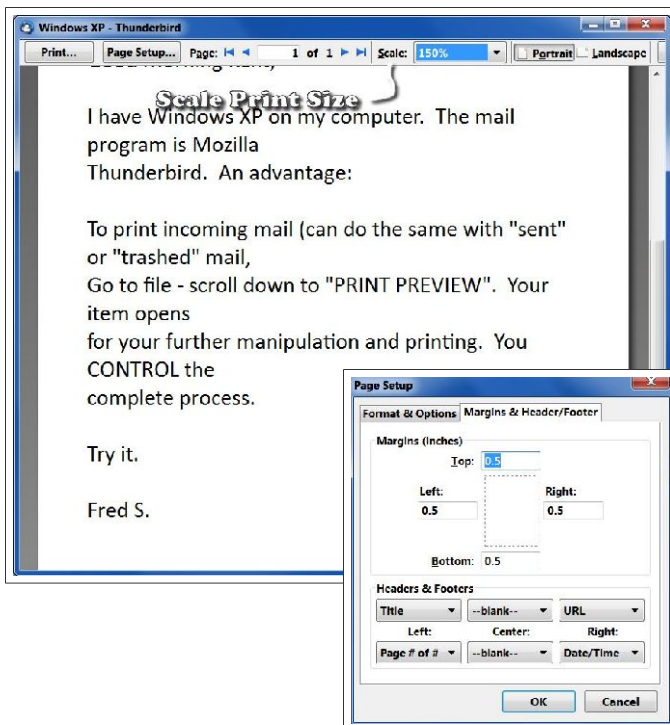 Windows XP - Thunderbird
Print... Page Setup... Page: 1 of 1 Scale: 150% Portrait Landscape
Scale Print Size
I have Windows XP on my computer. The mail
program is Mozilla
Thunderbird. An advantage:
To print incoming mail (can do the same with "sent"
or "trashed" mail,
Go to file - scroll down to "PRINT PREVIEW". Your
item opens
for your further manipulation and printing. You
CONTROL the
complete process.
Try it.
Fred S.
Page Setup
Format & Options Margins & Header/Footer
Margins (inches)
Top: 0.5
Left: Right:
0.5 0.5
Bottom: 0.5
Headers & Footers
Title --blank-- URL
Left: Center: Right:
Page # of # --blank-- Date/Time
OK Cancel